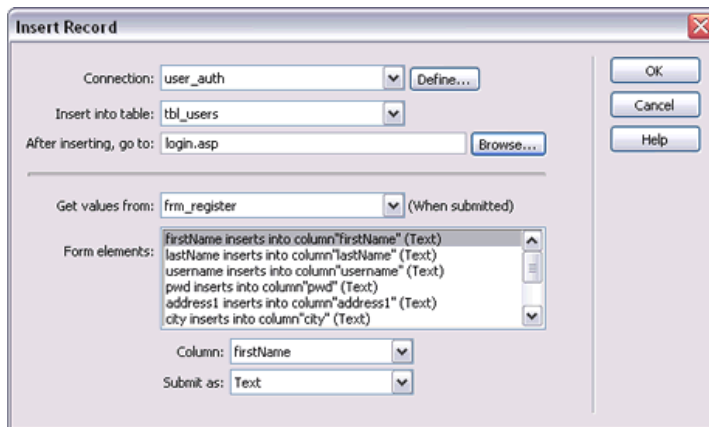 Insert Record
Connection: user_auth Define...
Insert into table: tbl_users
After inserting, go to: login.asp Browse...
Get values from: frm_register (When submitted)
Form elements: firstName inserts into column"firstName" (Text)
lastName inserts into column"lastName" (Text)
username inserts into column"username" (Text)
pwd inserts into column"pwd" (Text)
address1 inserts into column"address1" (Text)
city inserts into column"city" (Text)
Column: firstName
Submit as: Text
OK
Cancel
Help